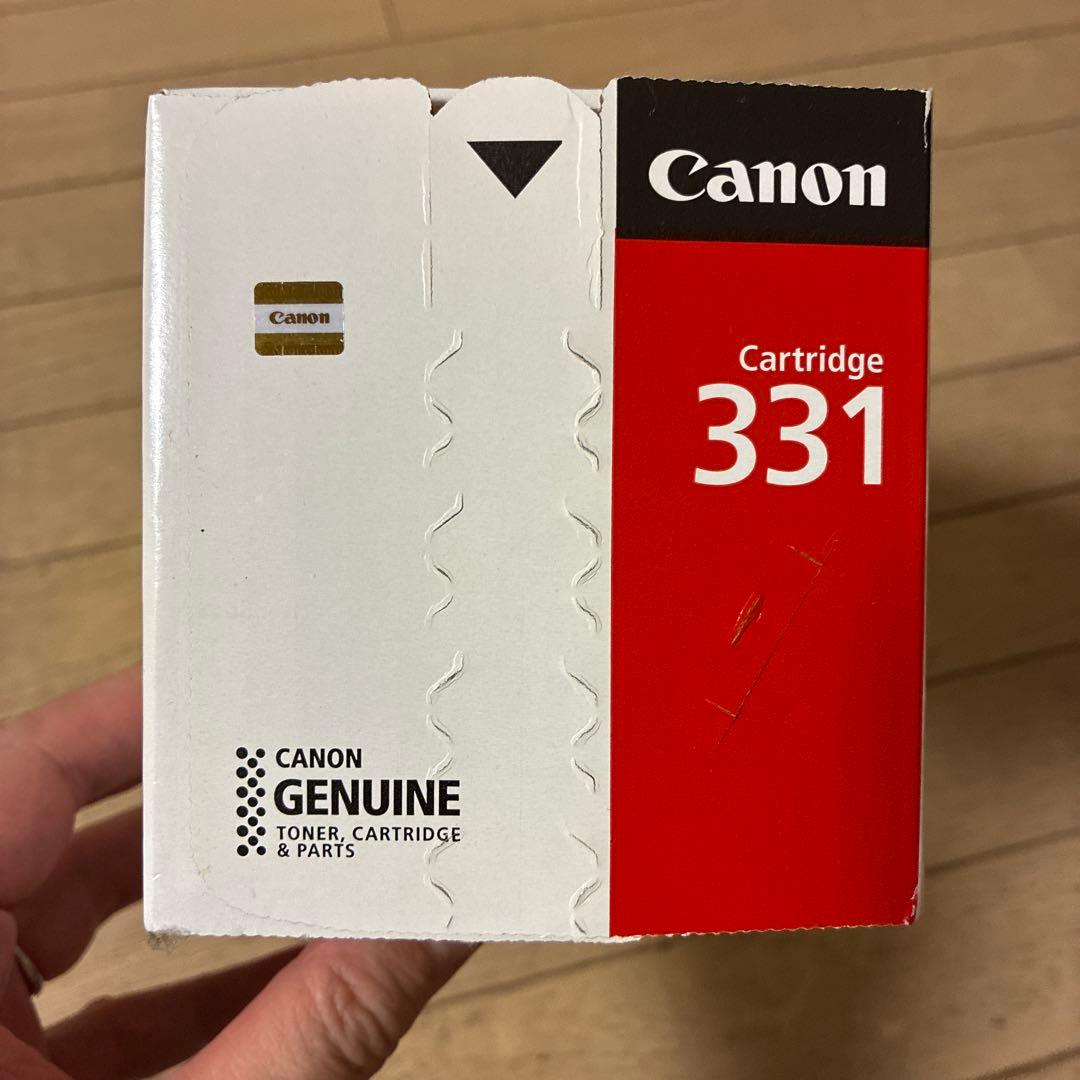 Canon
Cartridge
331
Canon
CANON
GENUINE
TONER, CARTRIDGE
& PARTS